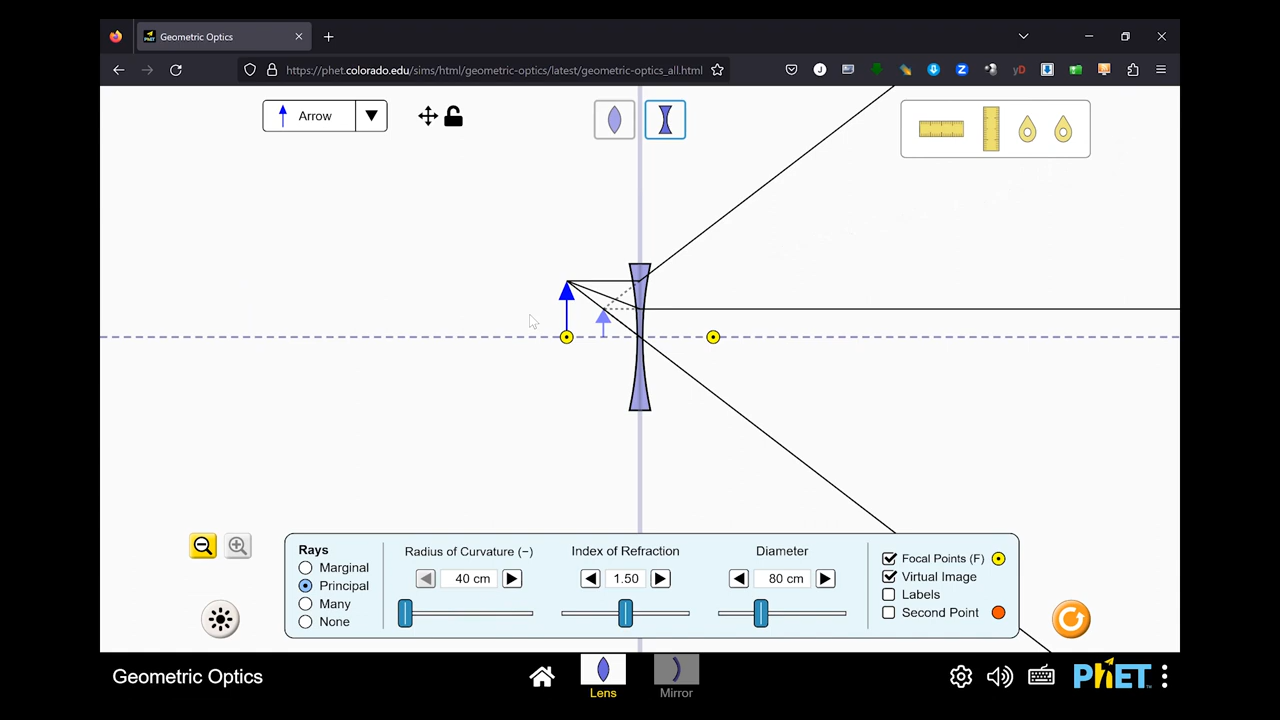 Geometric Optics
https://phet.colorado.edu/sims/html/geometric-optics/latest/geometric-optics_all.html
J
Z
yD
Arrow
Rays
Marginal
Principal
Many
None
Radius of Curvature (−)
40 cm
Index of Refraction
1.50
Diameter
80 cm
Focal Points (F)
Virtual Image
Labels
Second Point
Geometric Optics
Lens
Mirror
PhET